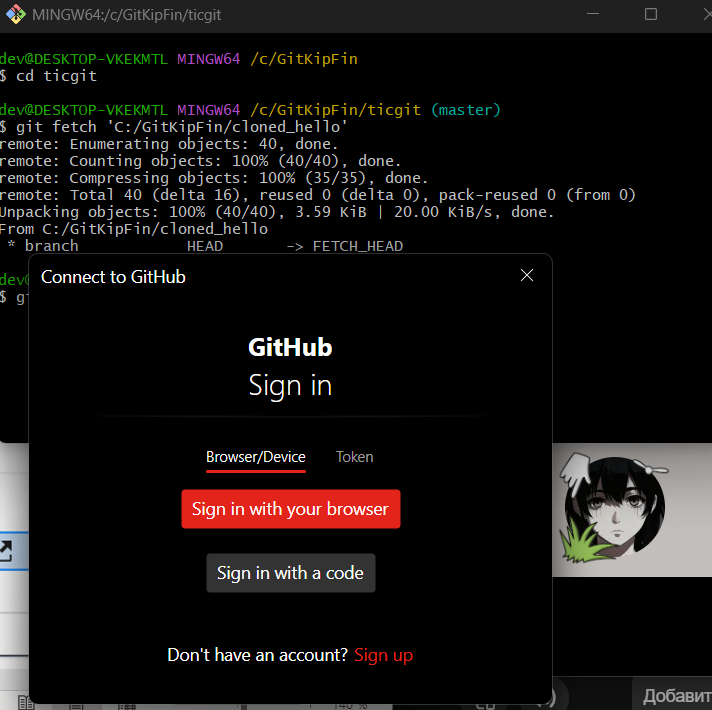 MINGW64:/c/GitKipFin/ticgit
dev@DESKTOP-VKEKMTL MINGW64 /c/GitKipFin
$ cd ticgit
dev@DESKTOP-VKEKMTL MINGW64 /c/GitKipFin/ticgit (master)
$ git fetch 'C:/GitKipFin/cloned_hello'
remote: Enumerating objects: 40, done.
remote: Counting objects: 100% (40/40), done.
remote: Compressing objects: 100% (35/35), done.
remote: Total 40 (delta 16), reused 0 (delta 0), pack-reused 0 (from 0)
Unpacking objects: 100% (40/40), 3.59 KiB | 20.00 KiB/s, done.
From C:/GitKipFin/cloned_hello
* branch HEAD -> FETCH_HEAD
dev
$ gi
Connect to GitHub
GitHub
Sign in
Browser/Device Token
Sign in with your browser
Sign in with a code
Don't have an account? Sign up
Добавит